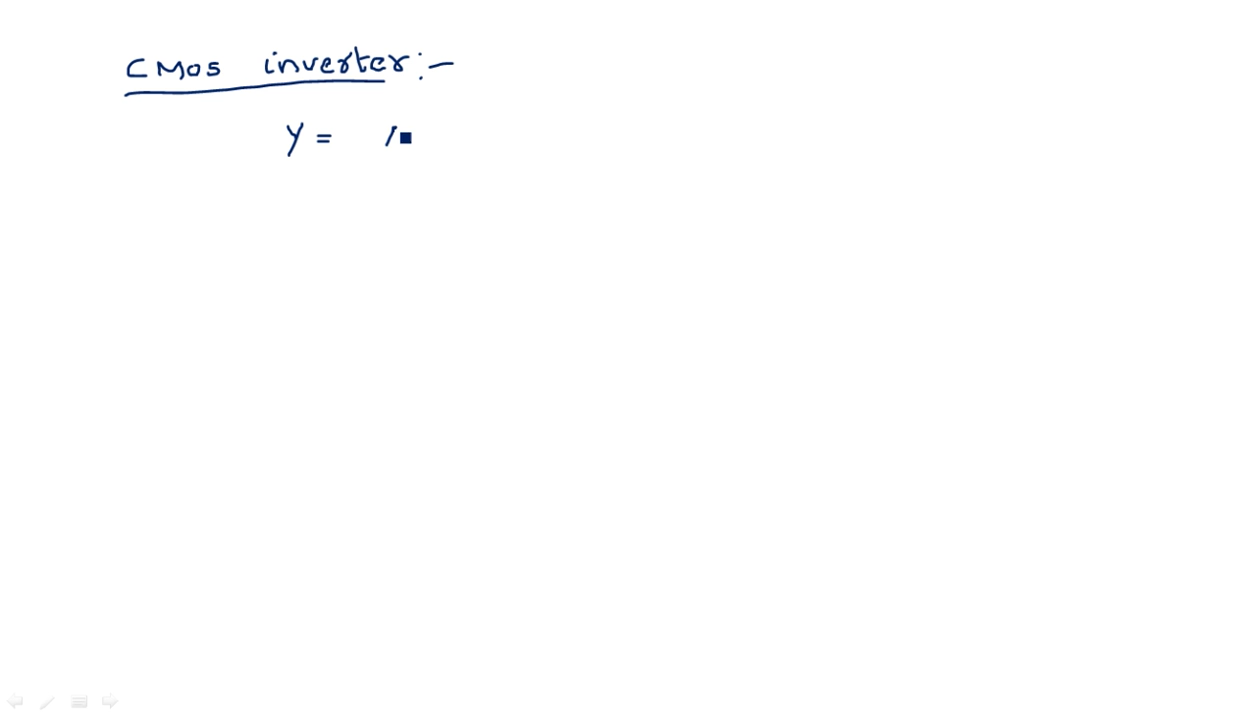 CMOS inverter:-
Y =